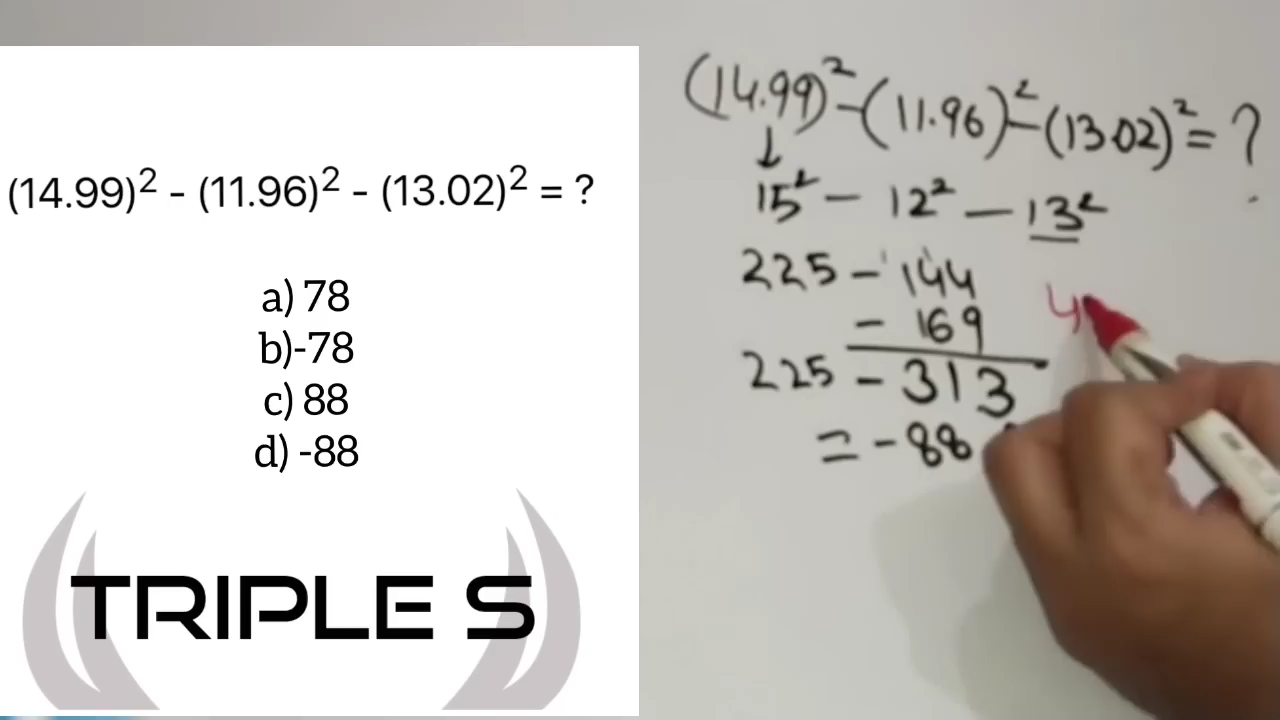 (14.99)² - (11.96)² - (13.02)² = ?
a) 78
b)-78
c) 88
d) -88
TRIPLE S
(14.99)² - (11.96)² - (13.02)² = ?
↓
15² - 12² - 13²
225 - 144
- 169
225 - 313
= - 88